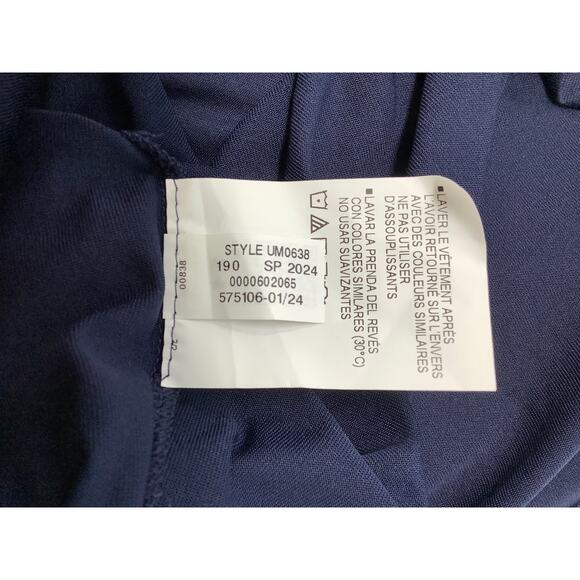 STYLE UM0638
190 SP 2024
0000602065
575106-01/24
■LAVER LE VÊTEMENT APRÈS
L'AVOIR RETOURNÉ SUR L'ENVERS
AVEC DES COULEURS SIMILAIRES
NE PAS UTILISER
D'ASSOUPLISSANTS
■LAVAR LA PRENDA DEL REVÉS
CON COLORES SIMILARES (30°C)
NO USAR SUAVIZANTES
00838